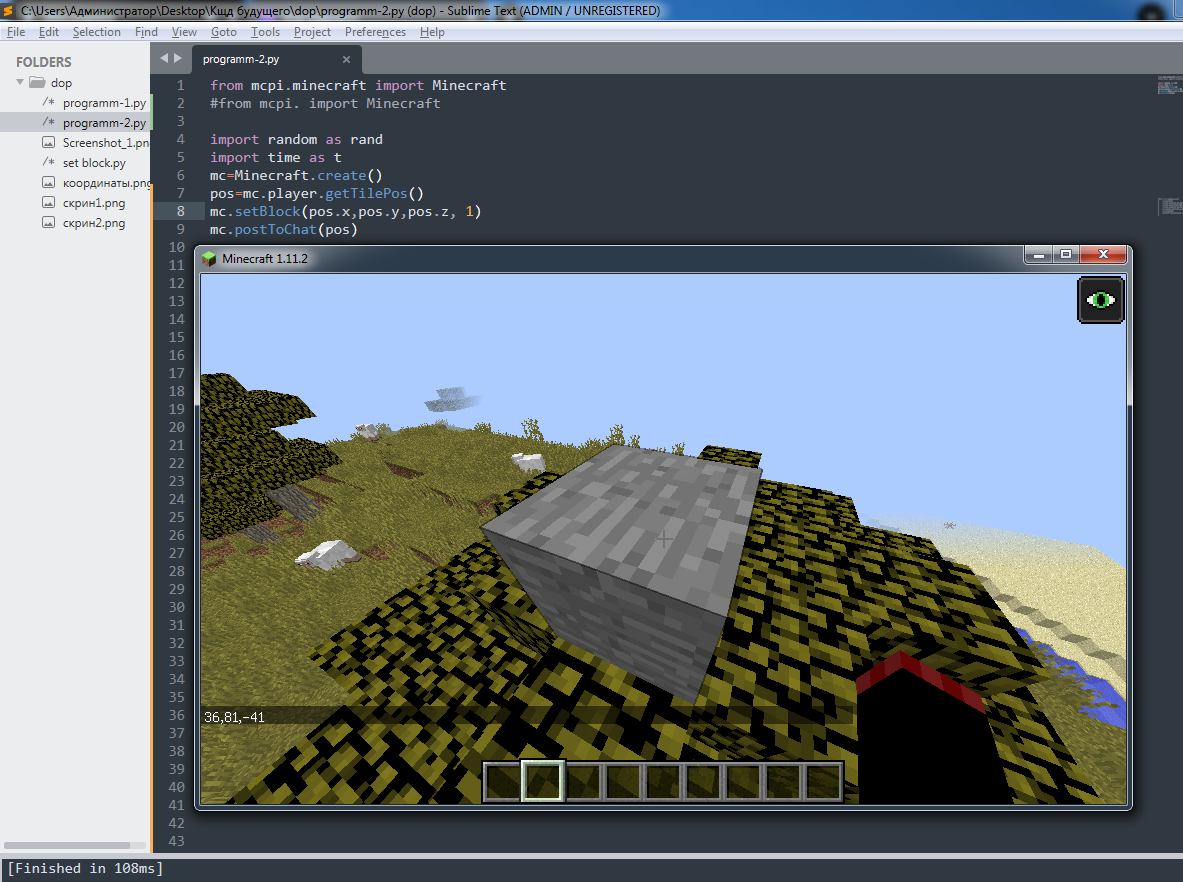 C:\Users\Администратор\Desktop\Кщд будущего\dop\programm-2.py (dop) - Sublime Text (ADMIN / UNREGISTERED)
File Edit Selection Find View Goto Tools Project Preferences Help
FOLDERS
dop
/* programm-1.py
/* programm-2.py
Screenshot_1.pn
/* set block.py
координаты.png
скрин1.png
скрин2.png
programm-2.py ×
1 from mcpi.minecraft import Minecraft
2 #from mcpi. import Minecraft
3
4 import random as rand
5 import time as t
6 mc=Minecraft.create()
7 pos=mc.player.getTilePos()
8 mc.setBlock(pos.x,pos.y,pos.z, 1)
9 mc.postToChat(pos)
10
11
12
13
14
15
16
17
18
19
20
21
22
23
24
25
26
27
28
29
30
31
32
33
34
35
36
37
38
39
40
41
42
43
Minecraft 1.11.2
36,81,-41
[Finished in 108ms]